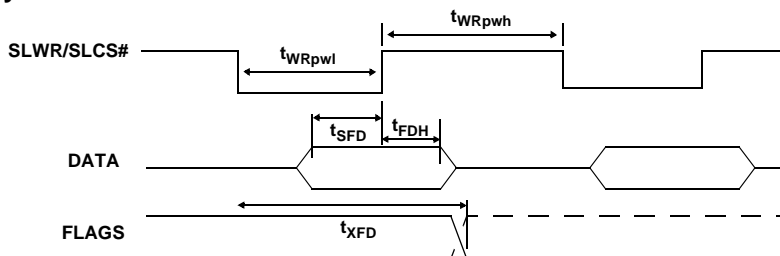 tWRpwh
SLWR/SLCS#
tWRpwl
tSFD
tFDH
DATA
tXFD
FLAGS